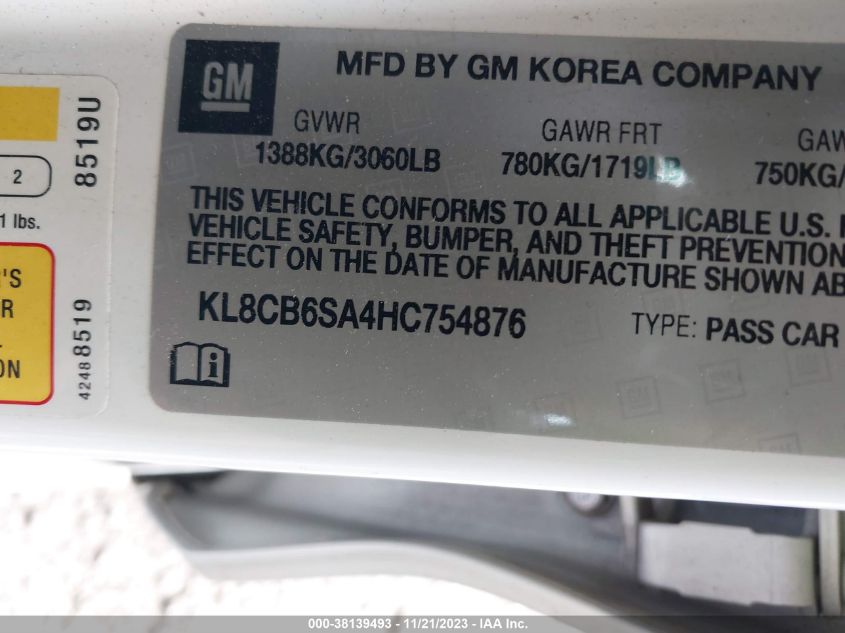 GM
MFD BY GM KOREA COMPANY
GVWR GAWR FRT GAW
1388KG/3060LB 780KG/1719LB 750KG/
THIS VEHICLE CONFORMS TO ALL APPLICABLE U.S.
VEHICLE SAFETY, BUMPER, AND THEFT PREVENTION
EFFECT ON THE DATE OF MANUFACTURE SHOWN AB
KL8CB6SA4HC754876 TYPE: PASS CAR
i
8519U
2
1 lbs.
'S
R
ON
42488519
000-38139493 - 11/21/2023 - IAA Inc.